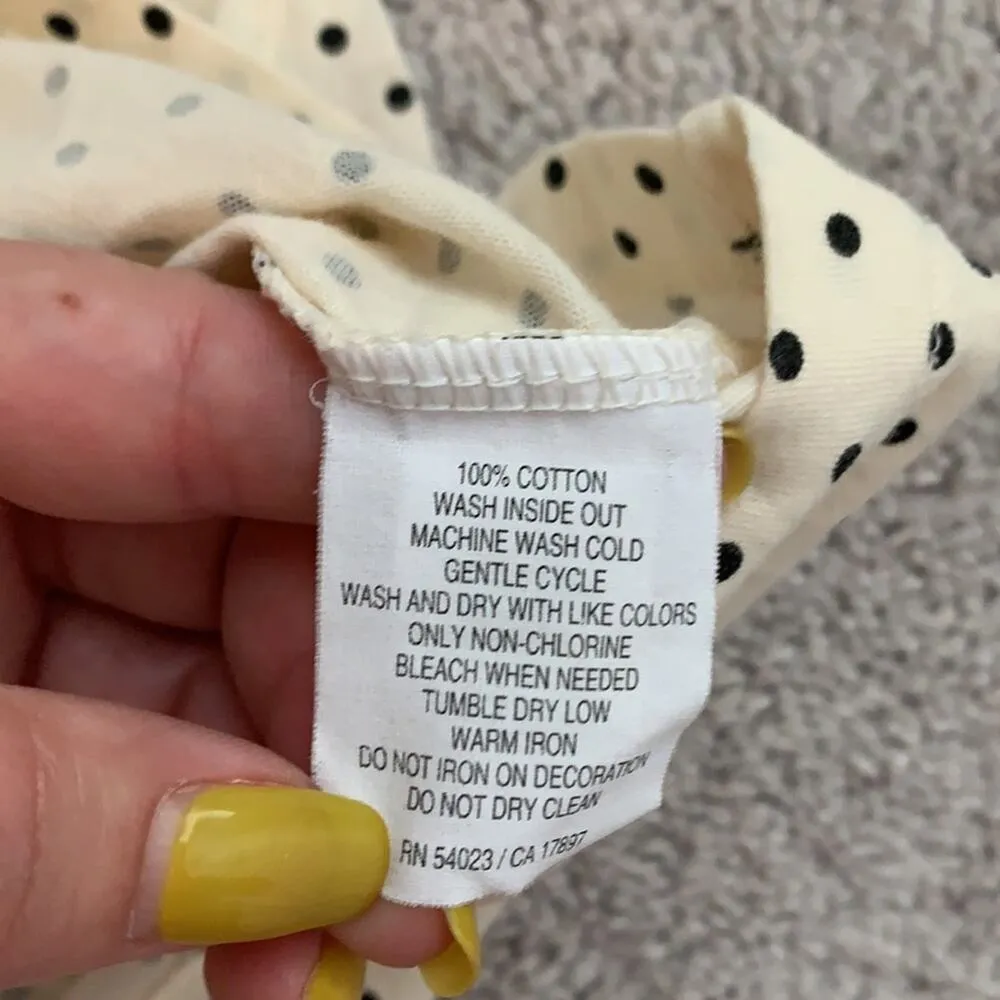 100% COTTON
WASH INSIDE OUT
MACHINE WASH COLD
GENTLE CYCLE
WASH AND DRY WITH LIKE COLORS
ONLY NON-CHLORINE
BLEACH WHEN NEEDED
TUMBLE DRY LOW
WARM IRON
DO NOT IRON ON DECORATION
DO NOT DRY CLEAN
RN 54023 / CA 17897